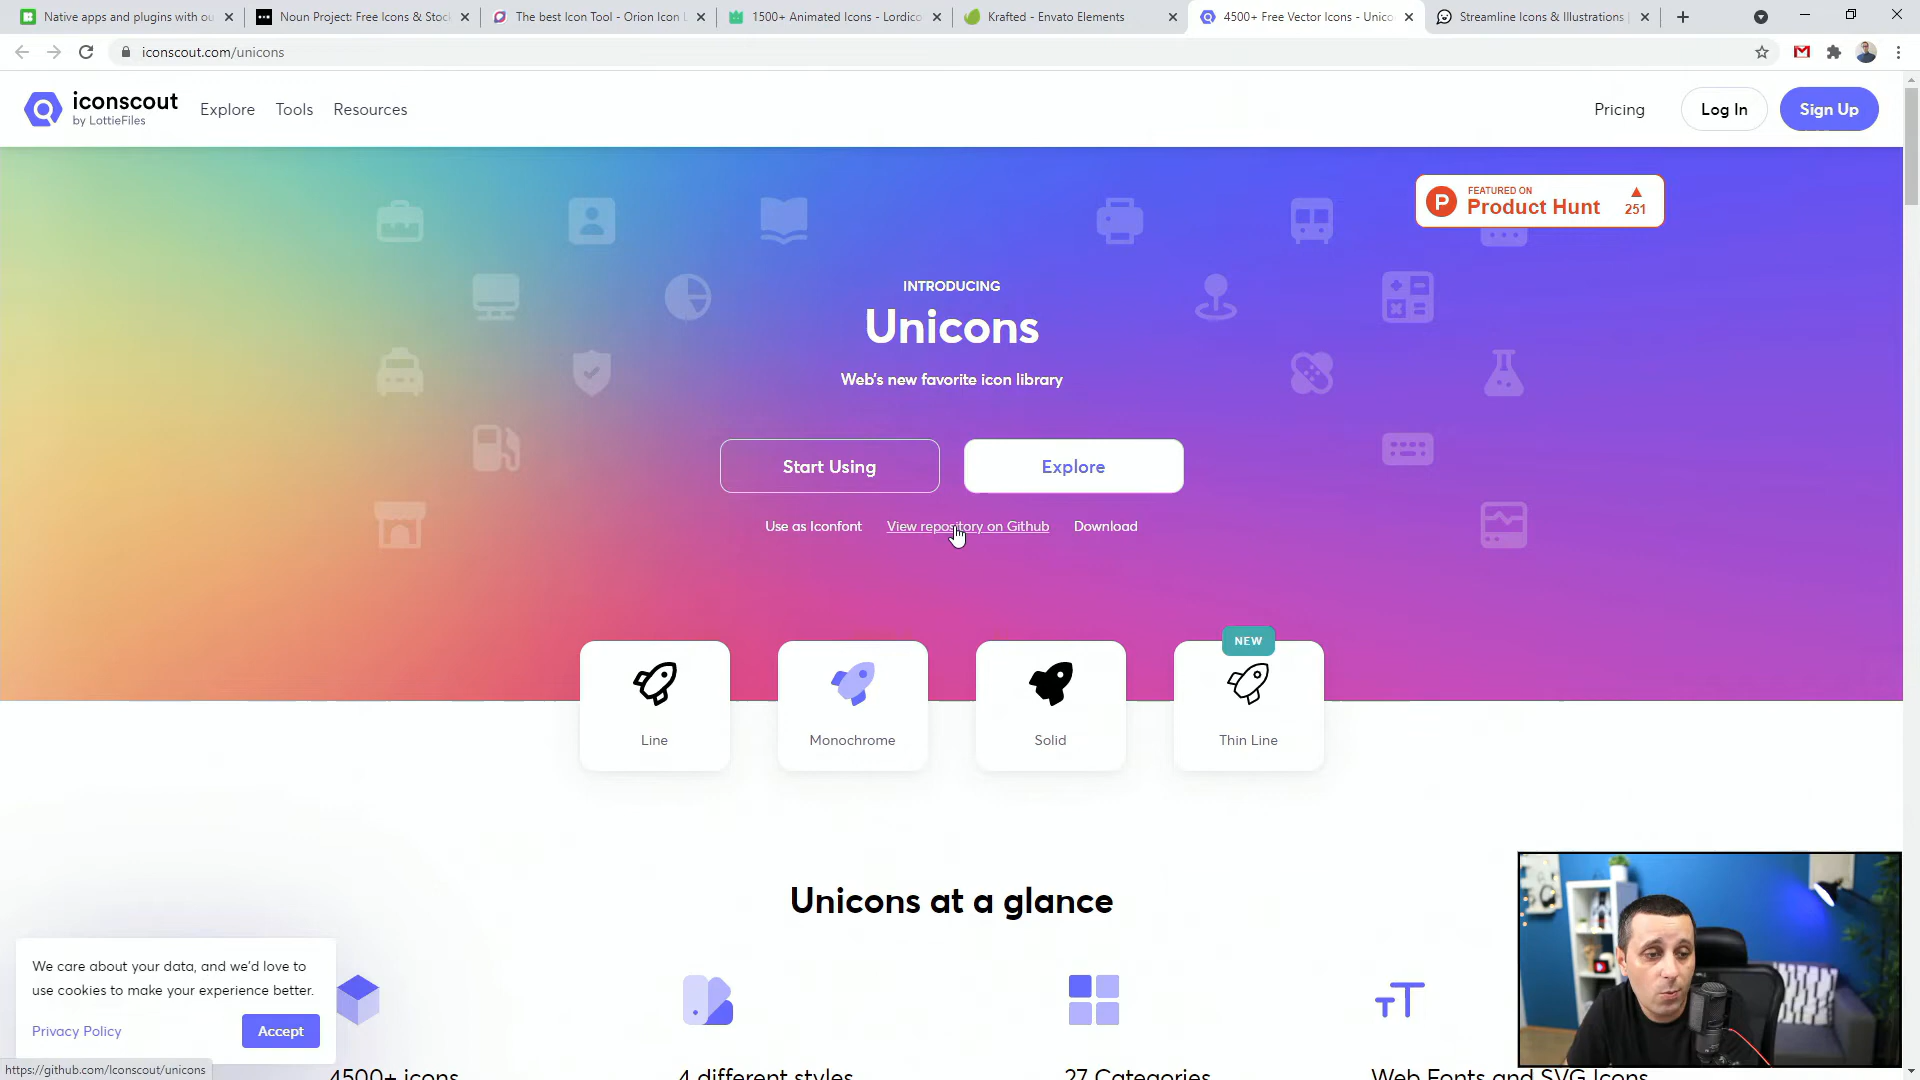 Native apps and plugins with ou
Noun Project: Free Icons & Stock
The best Icon Tool - Orion Icon L
1500+ Animated Icons - Lordico
Krafted - Envato Elements
4500+ Free Vector Icons - Unico
Streamline Icons & Illustrations |
iconscout.com/unicons
iconscout
by LottieFiles
Explore
Tools
Resources
Pricing
Log In
Sign Up
P
FEATURED ON
Product Hunt
251
INTRODUCING
Unicons
Web's new favorite icon library
Start Using
Explore
Use as Iconfont
View repository on Github
Download
NEW
Line
Monochrome
Solid
Thin Line
Unicons at a glance
We care about your data, and we'd love to
use cookies to make your experience better.
Privacy Policy
Accept
TT
4500+ icons
4 different styles
27 Categories
Web Fonts and SVG Icons
https://github.com/Iconscout/unicons